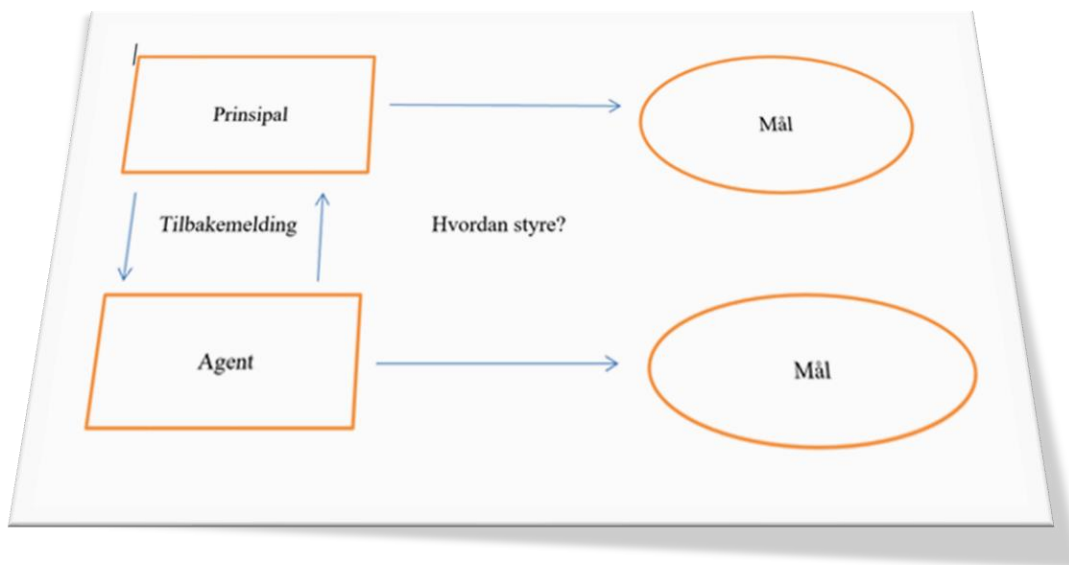 Prinsipal
Mål
Tilbakemelding
Hvordan styre?
Agent
Mål